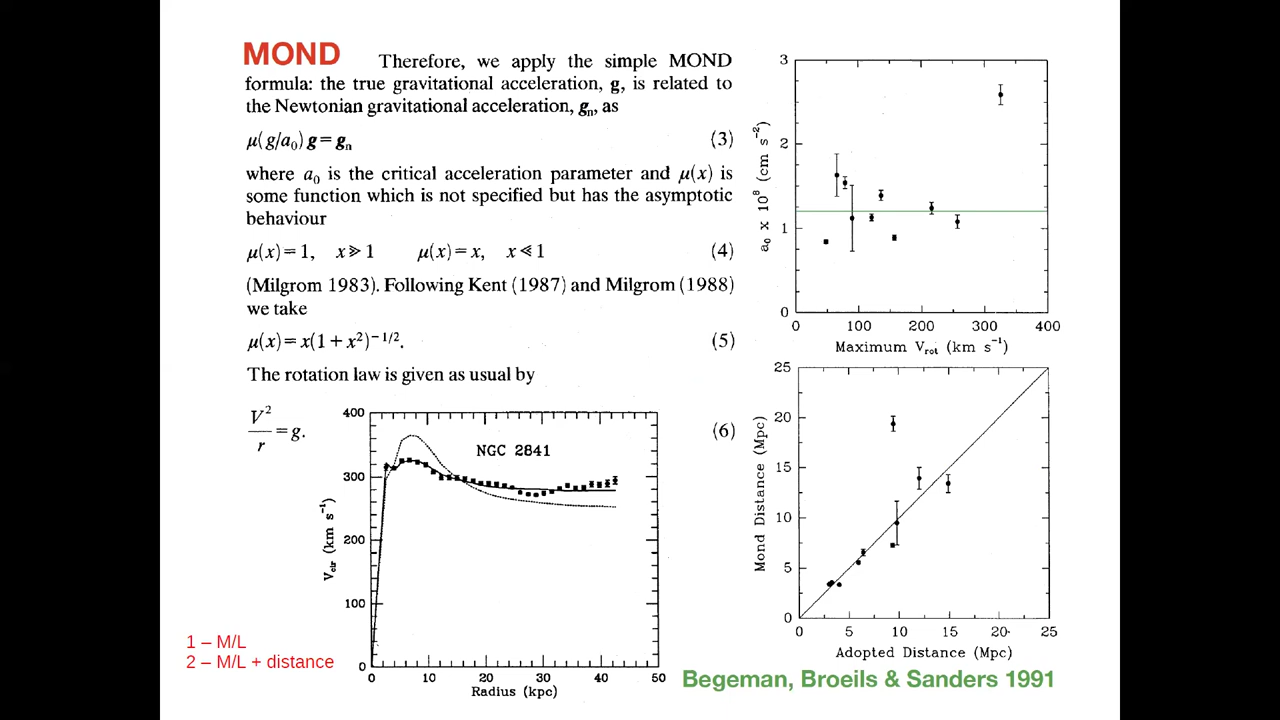 MOND Therefore, we apply the simple MOND
formula: the true gravitational acceleration, g, is related to
the Newtonian gravitational acceleration, gₙ, as
μ(g/a₀) g = gₙ (3)
where a₀ is the critical acceleration parameter and μ(x) is
some function which is not specified but has the asymptotic
behaviour
μ(x) = 1, x ≫ 1 μ(x) = x, x ≪ 1 (4)
(Milgrom 1983). Following Kent (1987) and Milgrom (1988)
we take
μ(x) = x(1 + x²)^−1/2. (5)
The rotation law is given as usual by
V²/r = g. (6)
400
300
200
100
0
V_cir (km s⁻¹)
NGC 2841
0 10 20 30 40 50
Radius (kpc)
1 – M/L
2 – M/L + distance
3
2
1
0
a₀ x 10⁸ (cm s⁻²)
0 100 200 300 400
Maximum V_rot (km s⁻¹)
25
20
15
10
5
0
Mond Distance (Mpc)
0 5 10 15 20 25
Adopted Distance (Mpc)
Begeman, Broeils & Sanders 1991